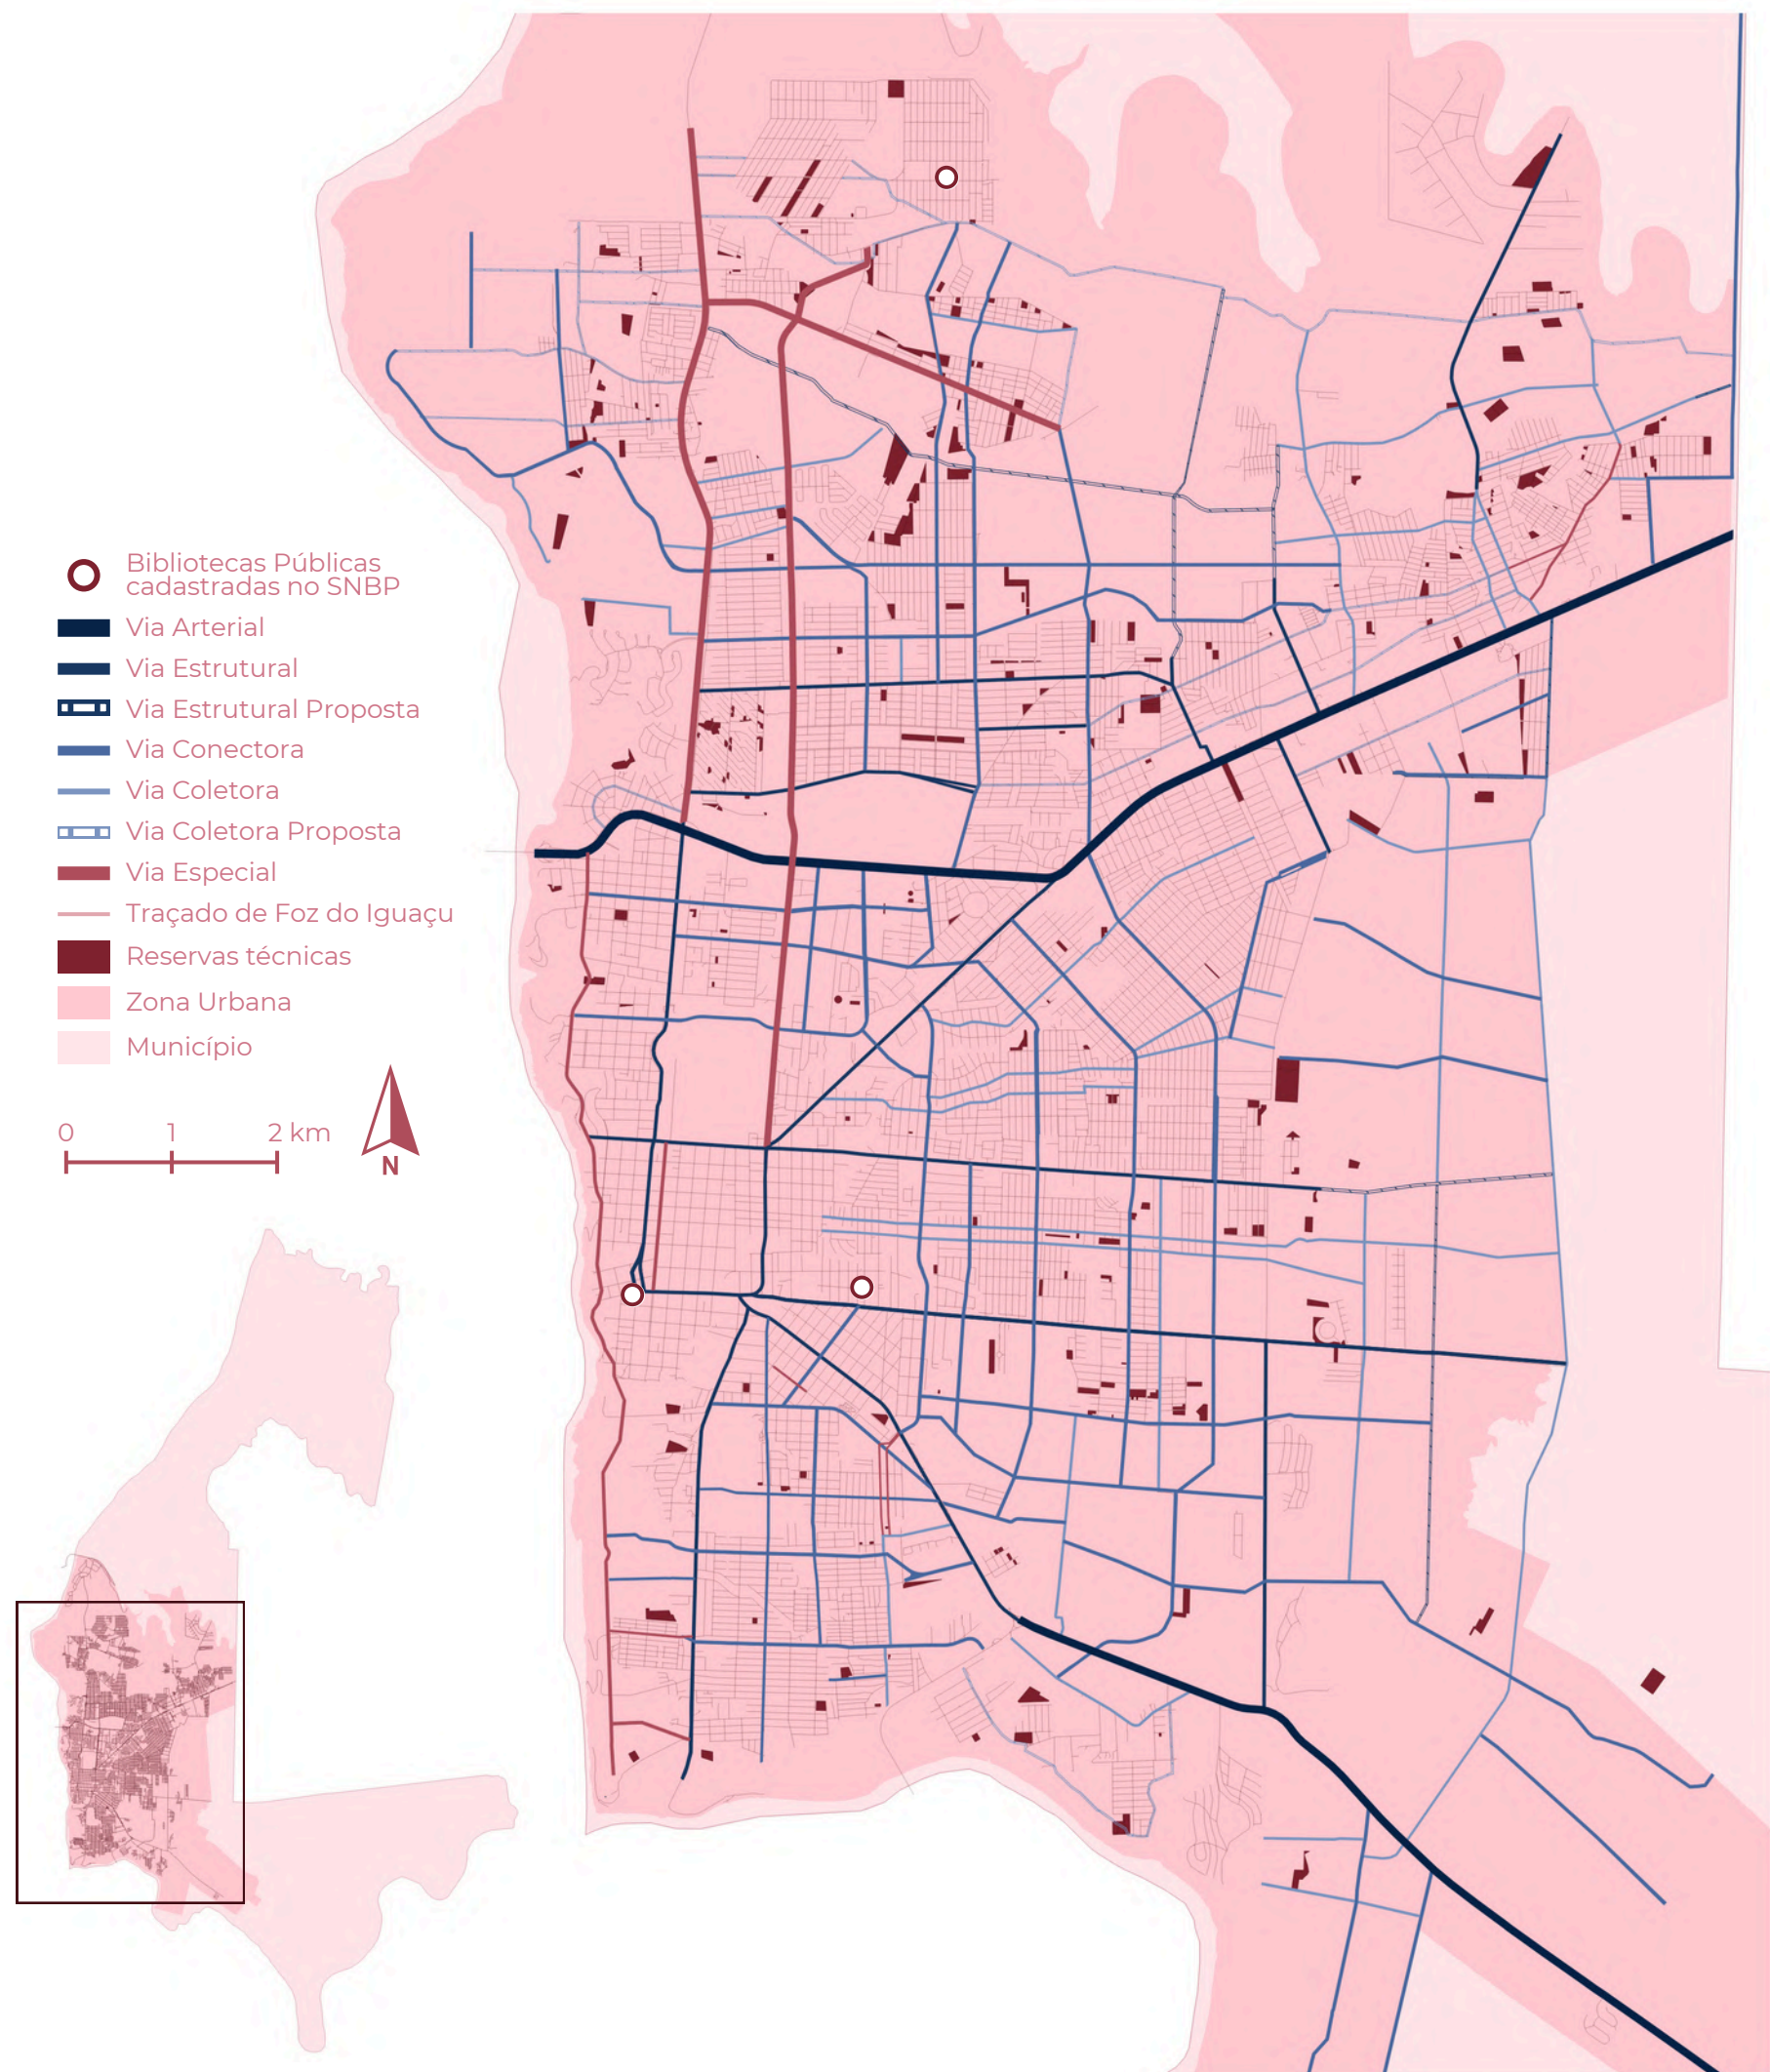 Bibliotecas Públicas
cadastradas no SNBP
Via Arterial
Via Estrutural
Via Estrutural Proposta
Via Conectora
Via Coletora
Via Coletora Proposta
Via Especial
Traçado de Foz do Iguaçu
Reservas técnicas
Zona Urbana
Município
0 1 2 km
N